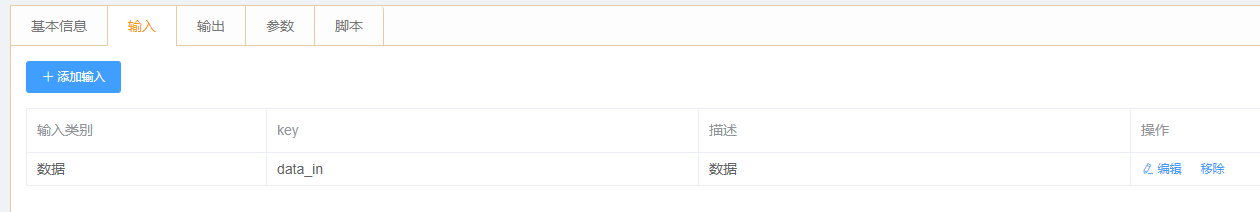 基本信息 输入 输出 参数 脚本
添加输入
输入类别 key 描述 操作
数据 data_in 数据 编辑 移除